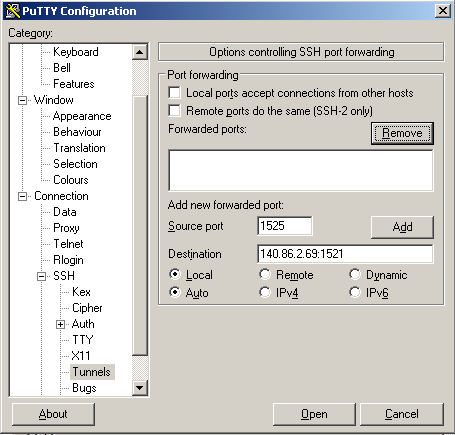 PuTTY Configuration
Category:
Keyboard
Bell
Features
Window
Appearance
Behaviour
Translation
Selection
Colours
Connection
Data
Proxy
Telnet
Rlogin
SSH
Kex
Cipher
Auth
TTY
X11
Tunnels
Bugs
Options controlling SSH port forwarding
Port forwarding
Local ports accept connections from other hosts
Remote ports do the same (SSH-2 only)
Forwarded ports: Remove
Add new forwarded port:
Source port 1525 Add
Destination 140.86.2.69:1521
Local Remote Dynamic
Auto IPv4 IPv6
About Open Cancel